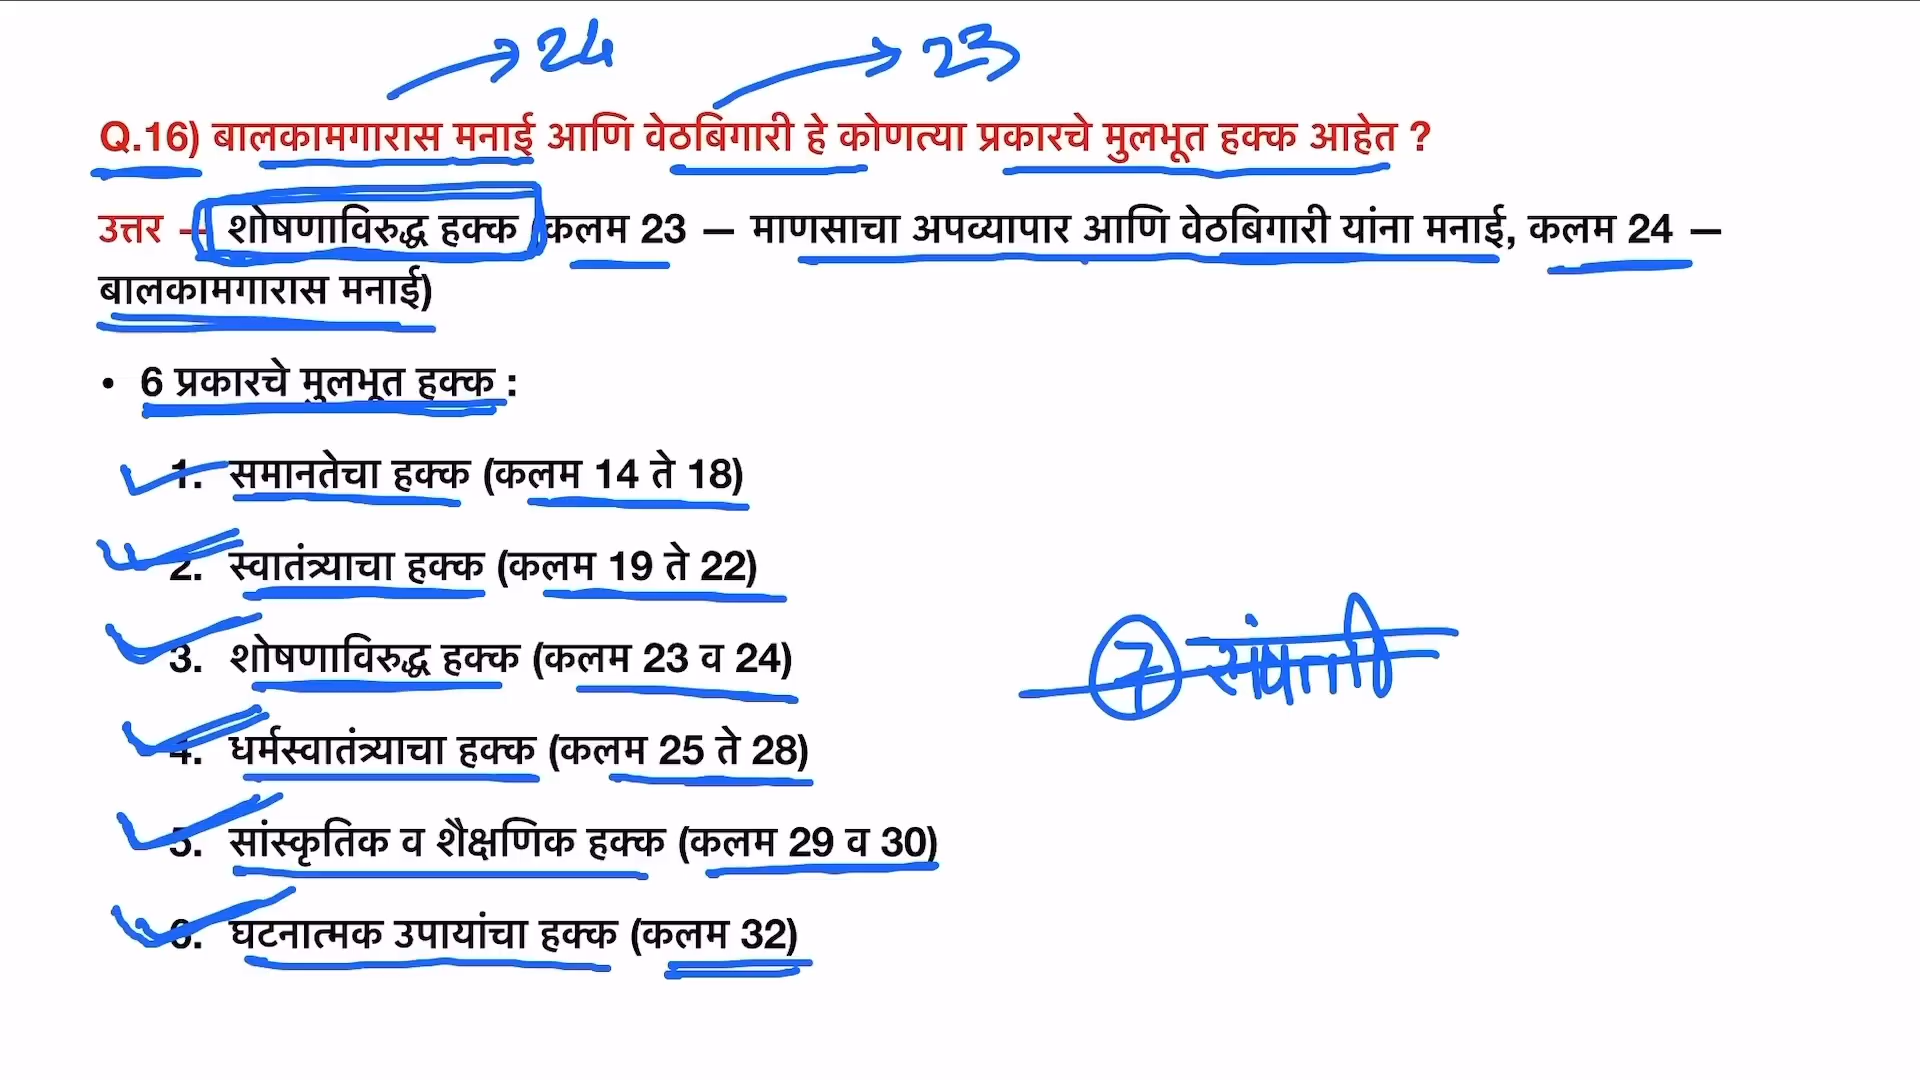 24 23
Q.16) बालकामगारास मनाई आणि वेठबिगारी हे कोणत्या प्रकारचे मुलभूत हक्क आहेत ?
उत्तर – शोषणाविरुद्ध हक्क (कलम 23 – माणसाचा अपव्यापार आणि वेठबिगारी यांना मनाई, कलम 24 –
बालकामगारास मनाई)
• 6 प्रकारचे मुलभूत हक्क :
1. समानतेचा हक्क (कलम 14 ते 18)
2. स्वातंत्र्याचा हक्क (कलम 19 ते 22)
3. शोषणाविरुद्ध हक्क (कलम 23 व 24)
7 संपत्ती
4. धर्मस्वातंत्र्याचा हक्क (कलम 25 ते 28)
5. सांस्कृतिक व शैक्षणिक हक्क (कलम 29 व 30)
6. घटनात्मक उपायांचा हक्क (कलम 32)